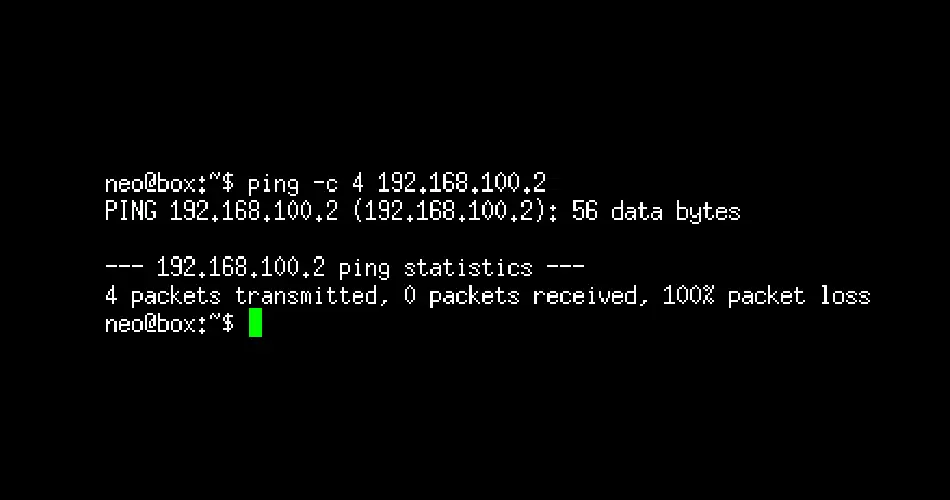 neo@box:~$ ping -c 4 192.168.100.2
PING 192.168.100.2 (192.168.100.2): 56 data bytes
--- 192.168.100.2 ping statistics ---
4 packets transmitted, 0 packets received, 100% packet loss
neo@box:~$